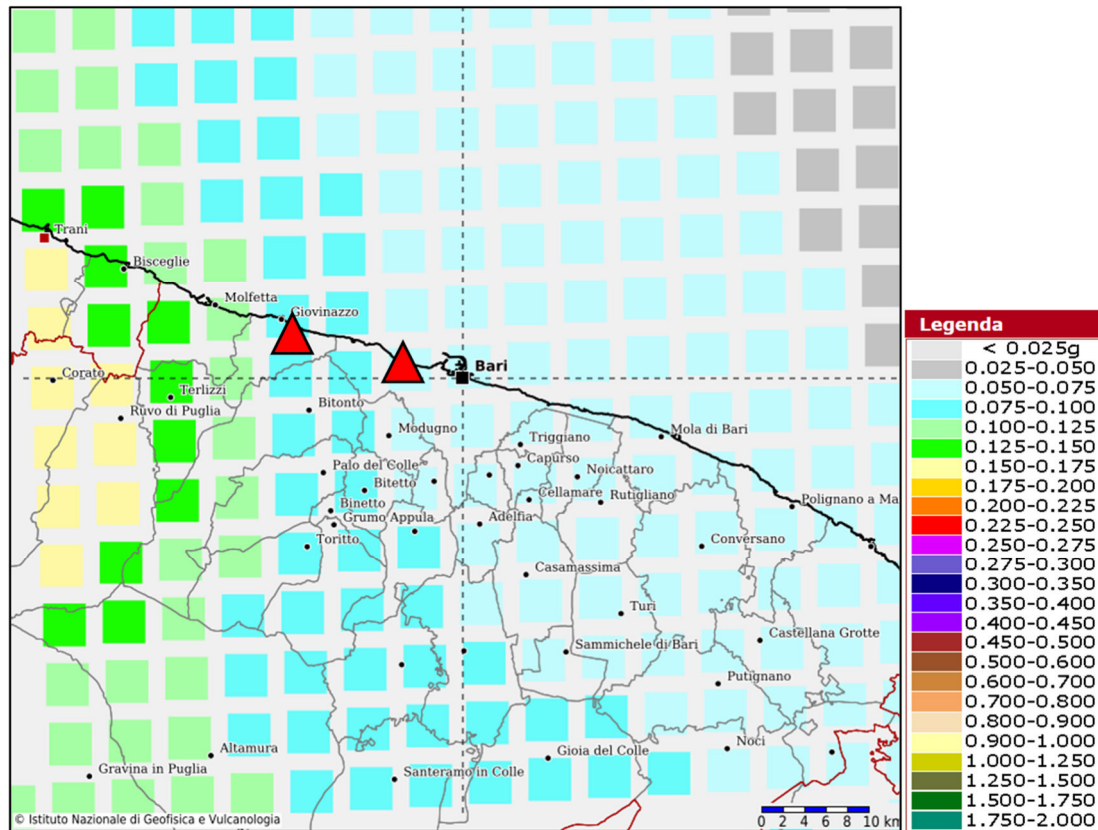 Trani
Bisceglie
Molfetta
Giovinazzo
Bari
Corato
Terlizzi
Ruvo di Puglia
Bitonto
Modugno
Mola di Bari
Triggiano
Capurso
Palo del Colle
Noicattaro
Bitetto
Cellamare
Rutigliano
Polignano a Ma
Binetto
Grumo Appula
Adelfia
Toritto
Conversano
Casamassima
Turi
Castellana Grotte
Sammichele di Bari
Putignano
Altamura
Gioia del Colle
Noci
Gravina in Puglia
Santeramo in Colle
© Istituto Nazionale di Geofisica e Vulcanologia
0 2 4 6 8 10 km
Legenda
< 0.025g
0.025-0.050
0.050-0.075
0.075-0.100
0.100-0.125
0.125-0.150
0.150-0.175
0.175-0.200
0.200-0.225
0.225-0.250
0.250-0.275
0.275-0.300
0.300-0.350
0.350-0.400
0.400-0.450
0.450-0.500
0.500-0.600
0.600-0.700
0.700-0.800
0.800-0.900
0.900-1.000
1.000-1.250
1.250-1.500
1.500-1.750
1.750-2.000